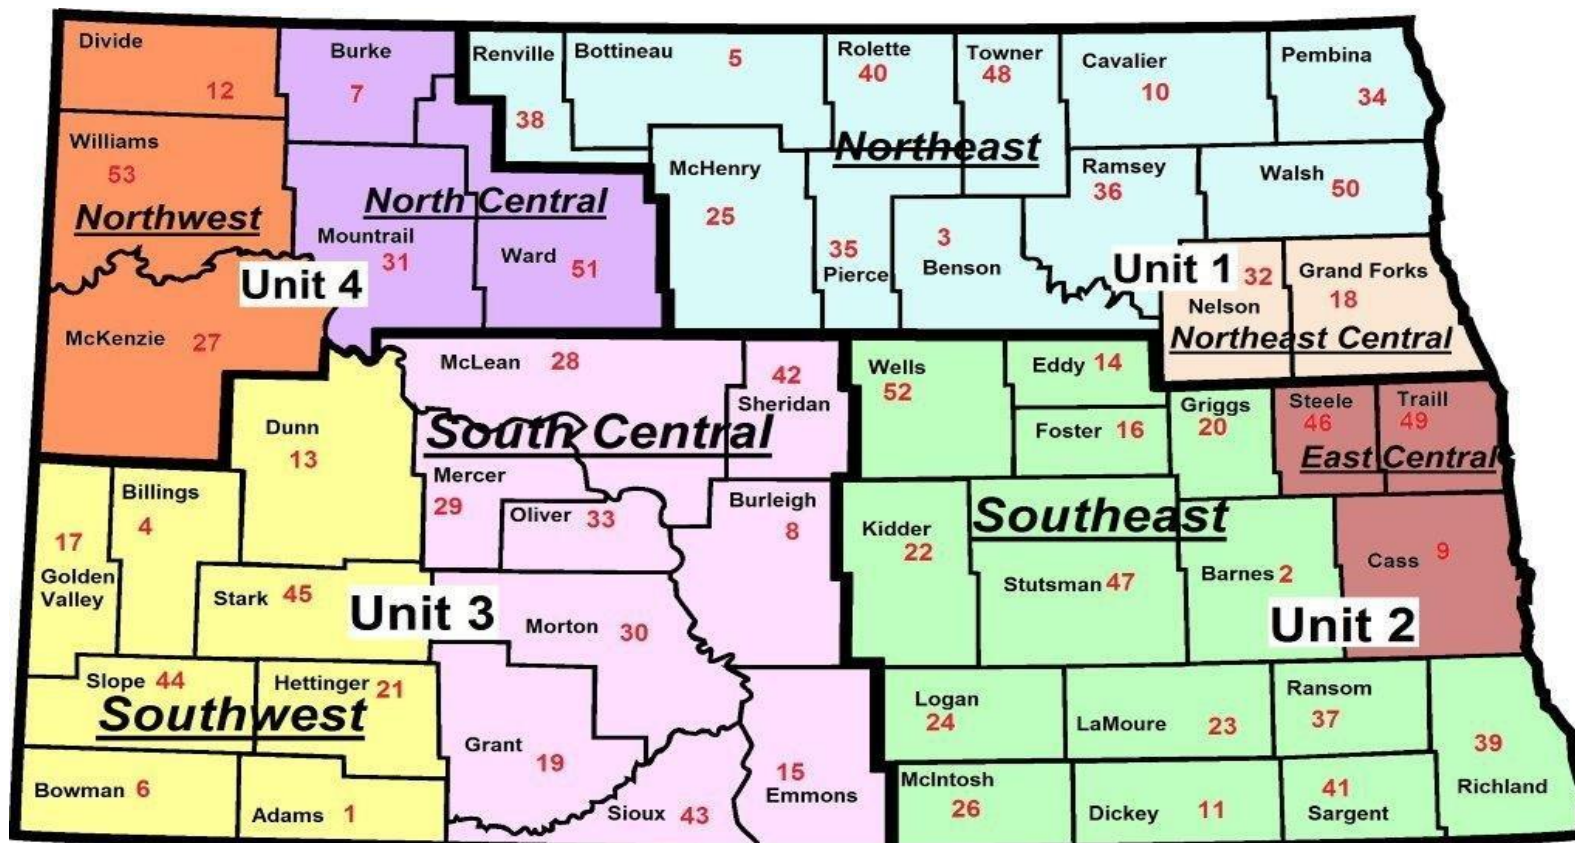 Divide
12
Burke
7
Renville
38
Bottineau
5
Rolette
40
Towner
48
Cavalier
10
Pembina
34
Williams
53
Northwest
North Central
McHenry
25
Northeast
Ramsey
36
Walsh
50
Mountrail
31
Ward
51
35
Pierce
3
Benson
Unit 4
Unit 1
32
Nelson
Grand Forks
18
Northeast Central
McKenzie
27
McLean
28
42
Sheridan
Wells
52
Eddy 14
Foster 16
Griggs
20
Steele
46
Traill
49
East Central
Dunn
13
South Central
Billings
4
Mercer
29
Oliver 33
Burleigh
8
Kidder
22
Southeast
17
Golden
Valley
Stark 45
Unit 3
Morton 30
Stutsman 47
Barnes 2
Cass 9
Unit 2
Slope 44
Hettinger 21
Southwest
Grant
19
Logan
24
LaMoure 23
Ransom
37
39
Richland
Bowman 6
Adams 1
Sioux 43
15
Emmons
McIntosh
26
Dickey 11
41
Sargent